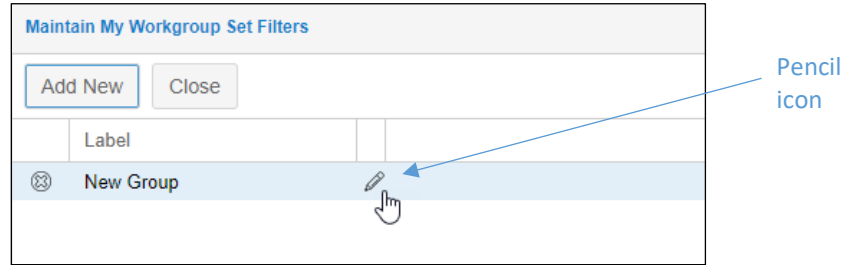 Maintain My Workgroup Set Filters
Add New Close
Label
New Group
Pencil
icon